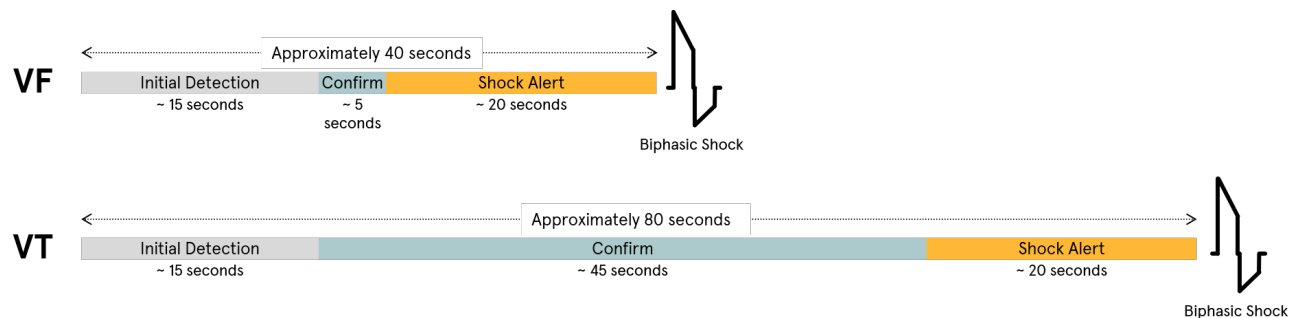 Approximately 40 seconds
VF
Initial Detection
Confirm
Shock Alert
~ 15 seconds
~ 5
seconds
~ 20 seconds
Biphasic Shock
Approximately 80 seconds
VT
Initial Detection
Confirm
Shock Alert
~ 15 seconds
~ 45 seconds
~ 20 seconds
Biphasic Shock